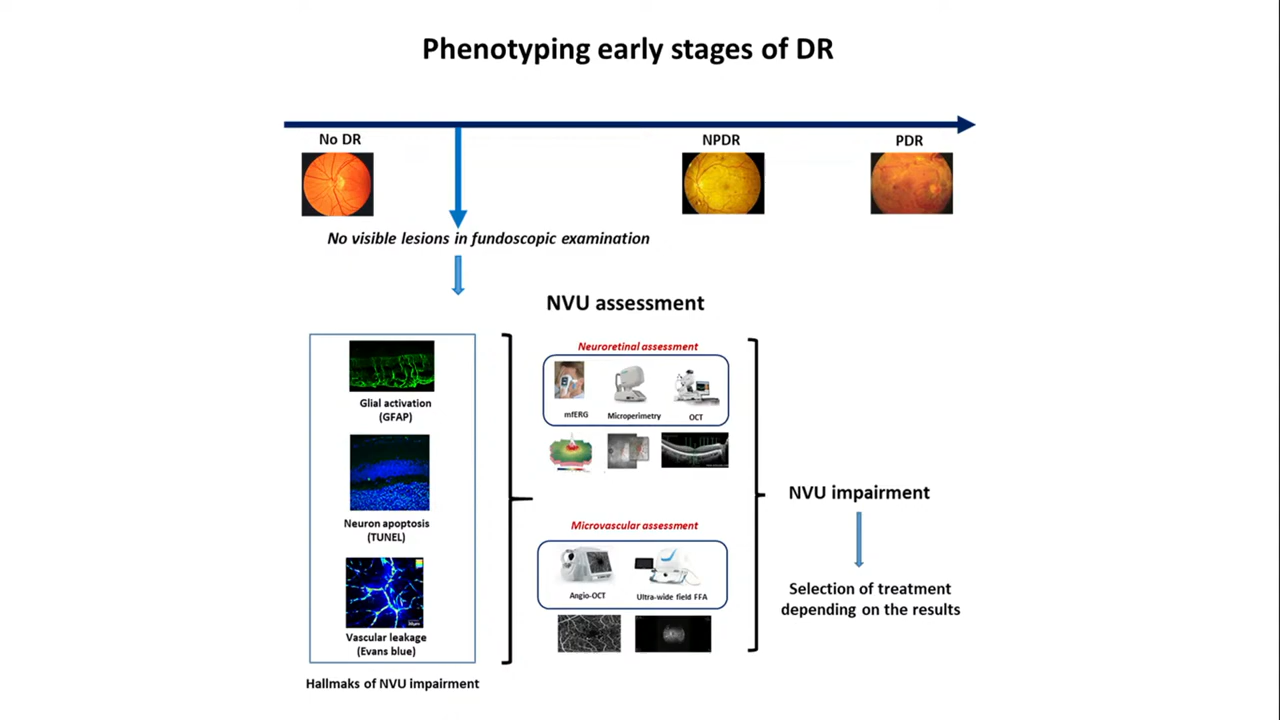 Phenotyping early stages of DR
No DR
NPDR
PDR
No visible lesions in fundoscopic examination
NVU assessment
Glial activation
(GFAP)
Neuron apoptosis
(TUNEL)
Vascular leakage
(Evans blue)
Hallmaks of NVU impairment
Neuroretinal assessment
mfERG
Microperimetry
OCT
Microvascular assessment
Angio-OCT
Ultra-wide field FFA
NVU impairment
Selection of treatment
depending on the results